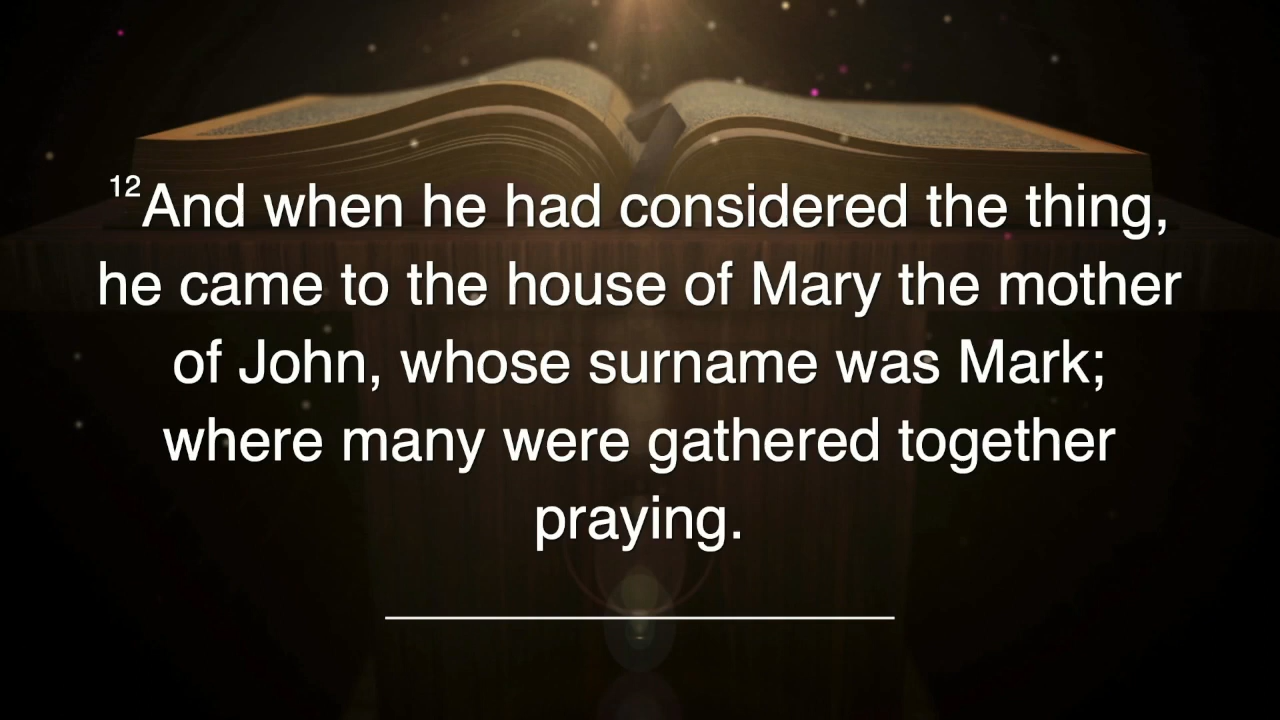 12And when he had considered the thing,
he came to the house of Mary the mother
of John, whose surname was Mark;
where many were gathered together
praying.